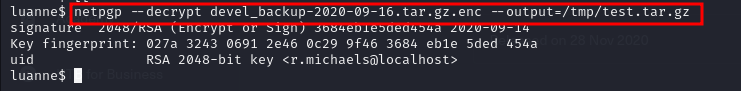 luanne$ netpgp --decrypt devel_backup-2020-09-16.tar.gz.enc --output=/tmp/test.tar.gz
signature  2048/RSA (Encrypt or Sign) 3684eb1e5ded454a 2020-09-14
Key fingerprint: 027a 3243 0691 2e46 0c29 9f46 3684 eb1e 5ded 454a
uid              RSA 2048-bit key <r.michaels@localhost>
luanne$